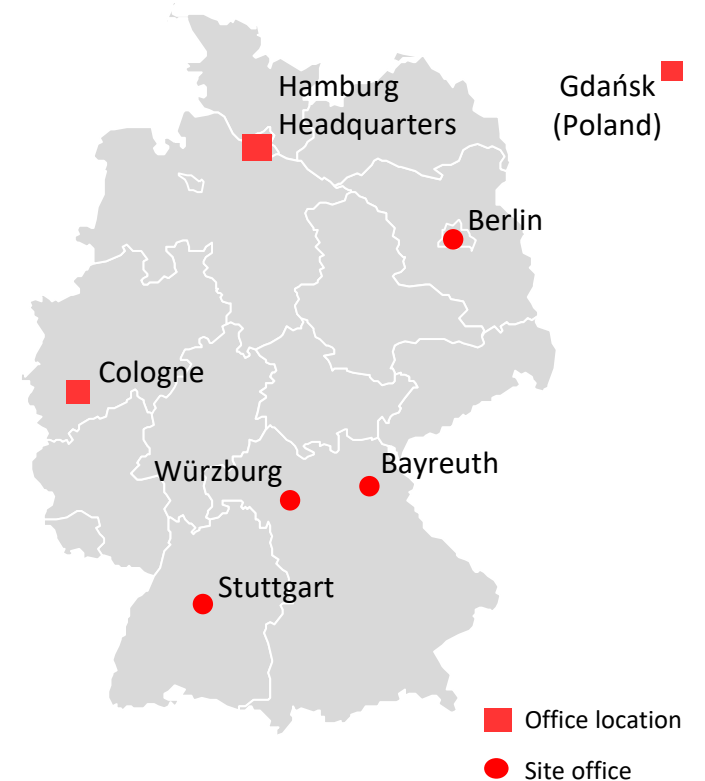 Hamburg
Headquarters
Gdańsk
(Poland)
Berlin
Cologne
Würzburg
Bayreuth
Stuttgart
Office location
Site office